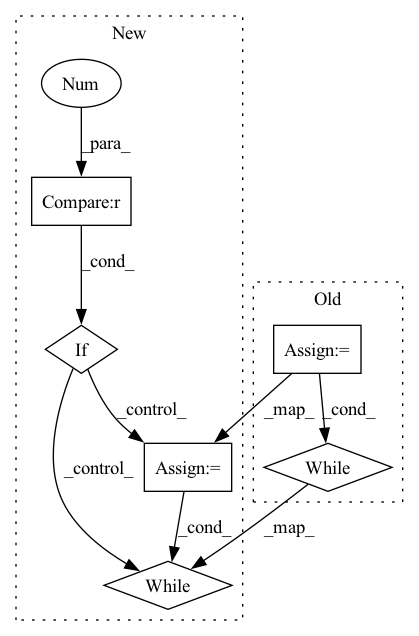 New
Num
_para_
Compare:r
_cond_
Old
If
Assign:=
_control_
_map_
_cond_
_control_
Assign:=
While
_cond_
_map_
While